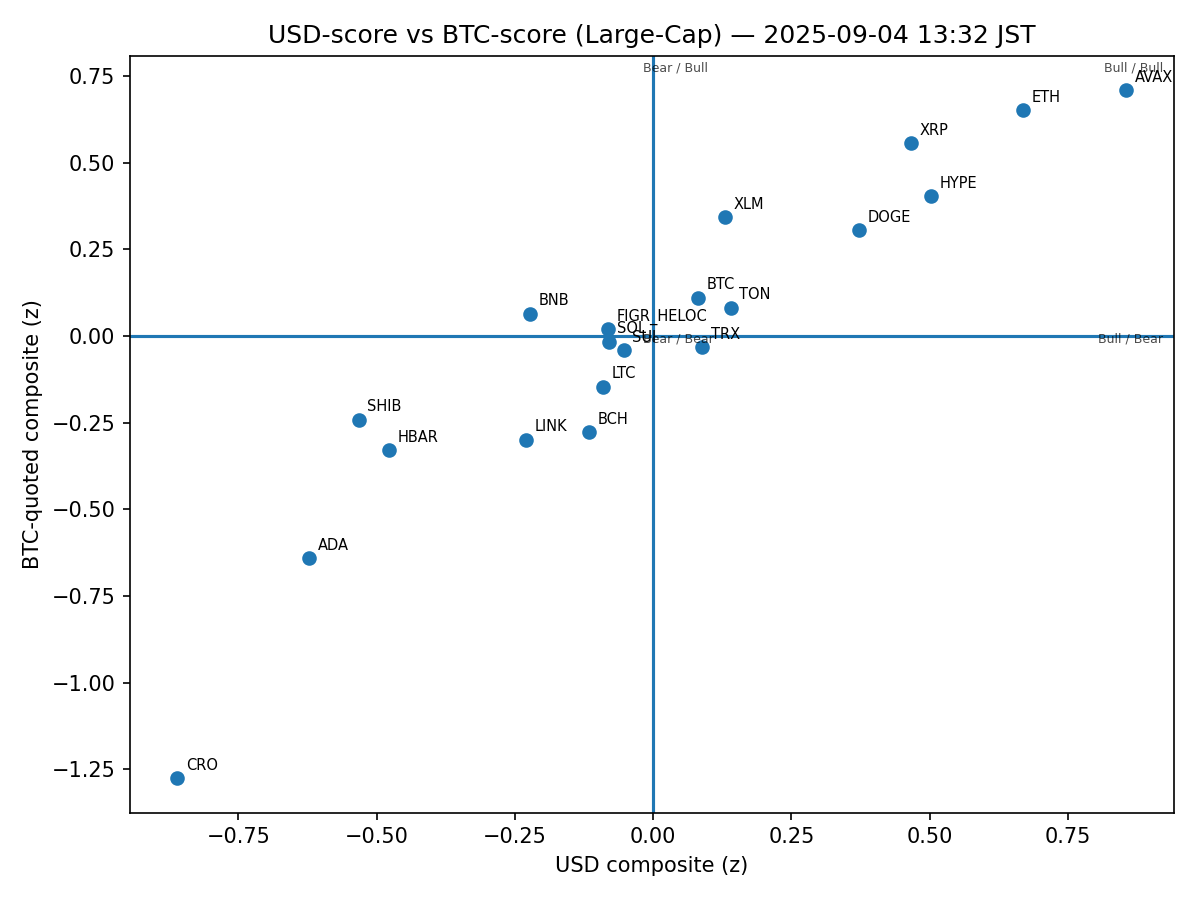 USD-score vs BTC-score (Large-Cap) — 2025-09-04 13:32 JST
0.75
0.50
0.25
0.00
−0.25
−0.50
−0.75
−1.00
−1.25
BTC-quoted composite (z)
Bear / Bull
Bull / Bull
AVAX
ETH
XRP
HYPE
XLM
DOGE
BTC
TON
BNB
FIGR_HELOC
SOL
SUI
Bear / Bear
TRX
Bull / Bear
LTC
SHIB
BCH
LINK
HBAR
ADA
CRO
−0.75
−0.50
−0.25
0.00
0.25
0.50
0.75
USD composite (z)